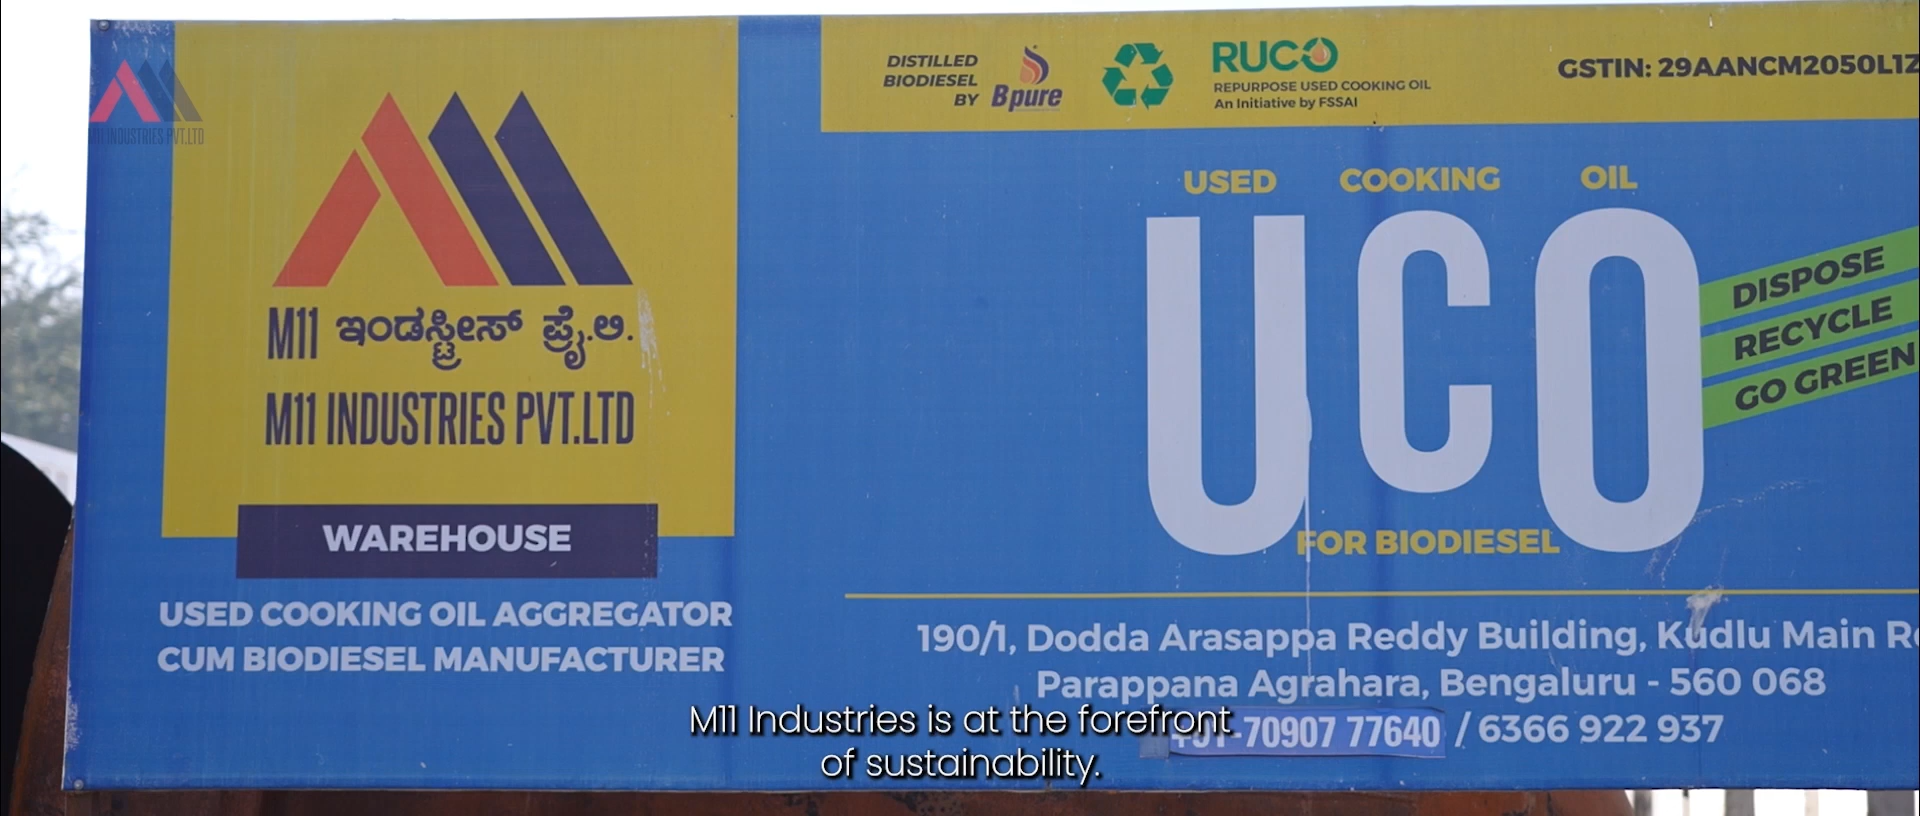 M11 INDUSTRIES PVT.LTD
M11 ಇಂಡಸ್ಟ್ರೀಸ್ ಪ್ರೈ.ಲಿ.
M11 INDUSTRIES PVT.LTD
WAREHOUSE
USED COOKING OIL AGGREGATOR
CUM BIODIESEL MANUFACTURER
DISTILLED
BIODIESEL
BY
Bpure
RUCO
REPURPOSE USED COOKING OIL
An Initiative by FSSAI
GSTIN: 29AANCM2050L1Z
USED COOKING OIL
UCO
FOR BIODIESEL
DISPOSE
RECYCLE
GO GREEN
190/1, Dodda Arasappa Reddy Building, Kudlu Main
Parappana Agrahara, Bengaluru - 560 068
+91-70907 77640 / 6366 922 937
M11 Industries is at the forefront
of sustainability.